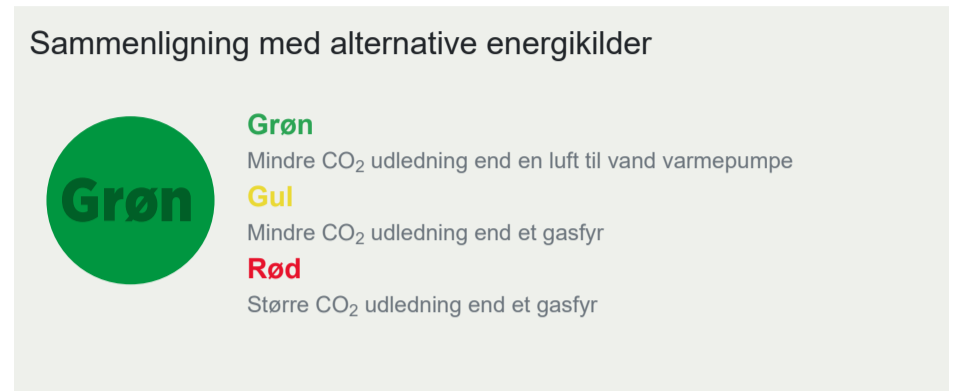 Sammenligning med alternative energikilder
Grøn
Grøn
Mindre CO₂ udledning end en luft til vand varmepumpe
Gul
Mindre CO₂ udledning end et gasfyr
Rød
Större CO₂ udledning end et gasfyr